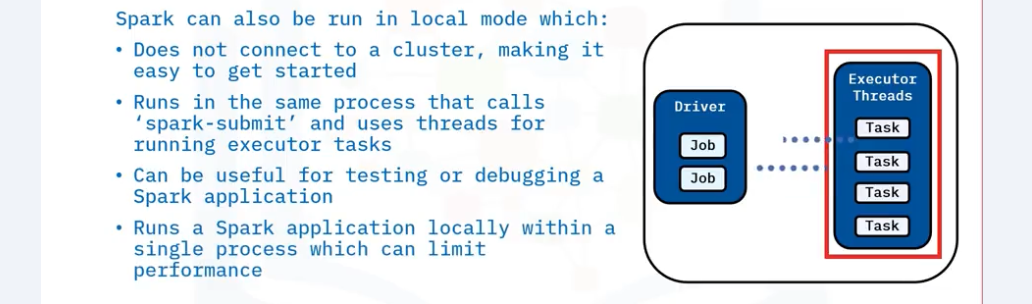 Spark can also be run in local mode which:
• Does not connect to a cluster, making it
easy to get started
• Runs in the same process that calls
‘spark-submit’ and uses threads for
running executor tasks
• Can be useful for testing or debugging a
Spark application
• Runs a Spark application locally within a
single process which can limit
performance
Driver
Job
Job
Executor
Threads
Task
Task
Task
Task